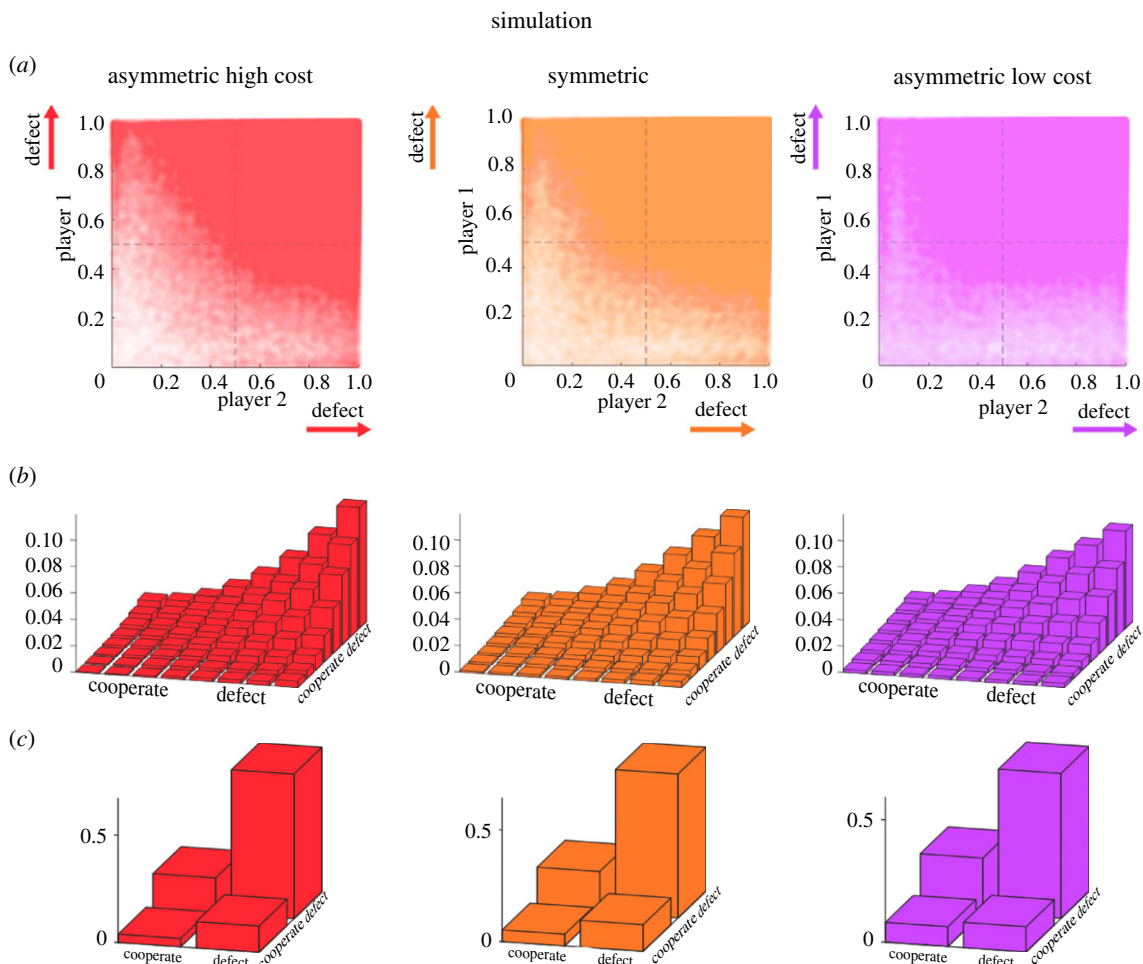 simulation
(a)
asymmetric high cost
symmetric
asymmetric low cost
defect
player 1
1.0
0.8
0.6
0.4
0.2
0
0.2 0.4 0.6 0.8 1.0
player 2
defect
defect
player 1
1.0
0.8
0.6
0.4
0.2
0
0.2 0.4 0.6 0.8 1.0
player 2
defect
defect
player 1
1.0
0.8
0.6
0.4
0.2
0
0.2 0.4 0.6 0.8 1.0
player 2
defect
(b)
0.10
0.08
0.06
0.04
0.02
0
cooperate defect
cooperate defect
0.10
0.08
0.06
0.04
0.02
0
cooperate defect
cooperate defect
0.10
0.08
0.06
0.04
0.02
0
cooperate defect
cooperate defect
(c)
0.5
0
cooperate defect
cooperate defect
0.5
0
cooperate defect
cooperate defect
0.5
0
cooperate defect
cooperate defect